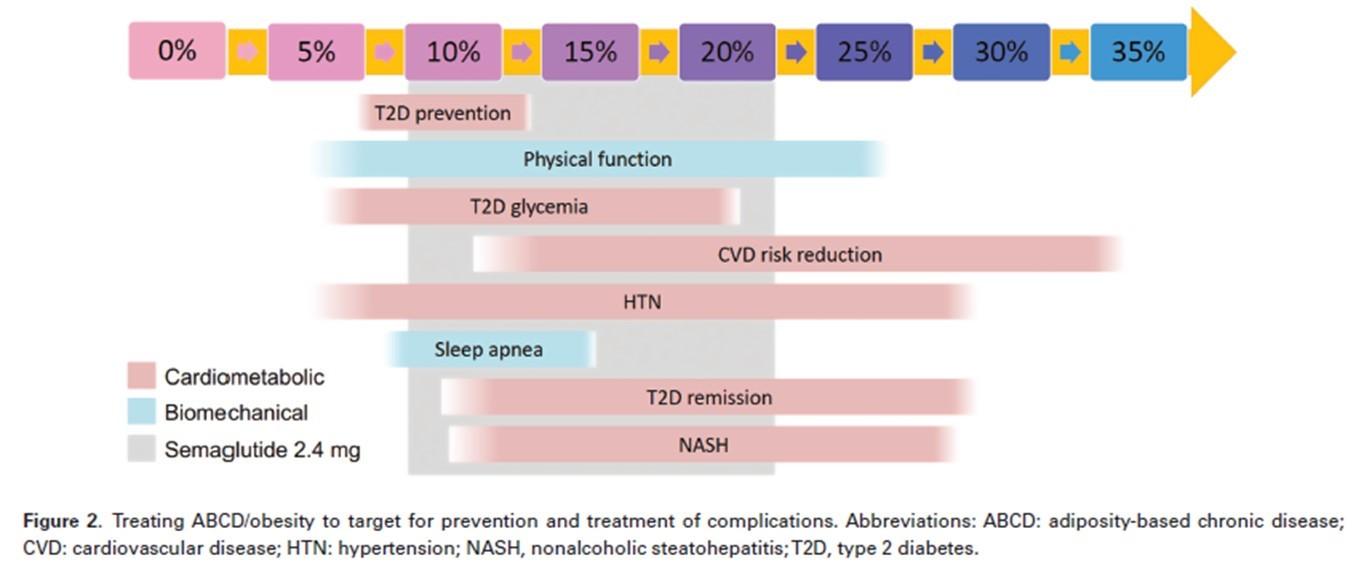 0% 5% 10% 15% 20% 25% 30% 35%
T2D prevention
Physical function
T2D glycemia
CVD risk reduction
HTN
Sleep apnea
T2D remission
NASH
Cardiometabolic
Biomechanical
Semaglutide 2.4 mg
Figure 2. Treating ABCD/obesity to target for prevention and treatment of complications. Abbreviations: ABCD: adiposity-based chronic disease;
CVD: cardiovascular disease; HTN: hypertension; NASH, nonalcoholic steatohepatitis; T2D, type 2 diabetes.